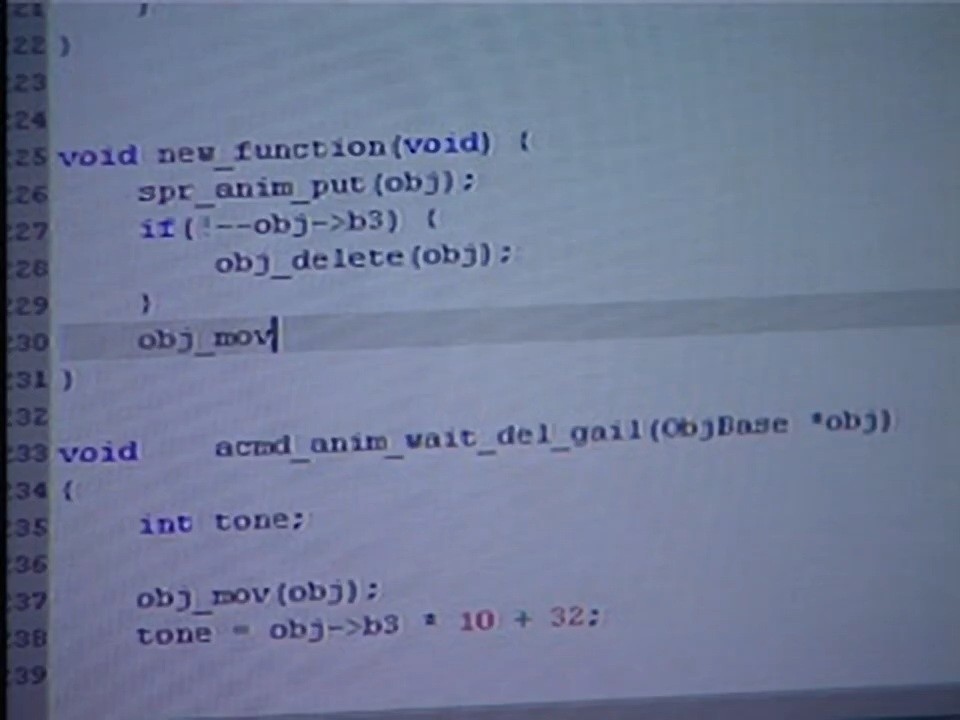 21 }
22 }
23
24
25 void new_function(void) {
26 spr_anim_put(obj);
27 if(!--obj->b3) {
28 obj_delete(obj);
29 }
30 obj_mov
31 }
32
33 void acmd_anim_wait_del_gail(ObjBase *obj)
34 {
35 int tone;
36
37 obj_mov(obj);
38 tone = obj->b3 * 10 + 32;
39